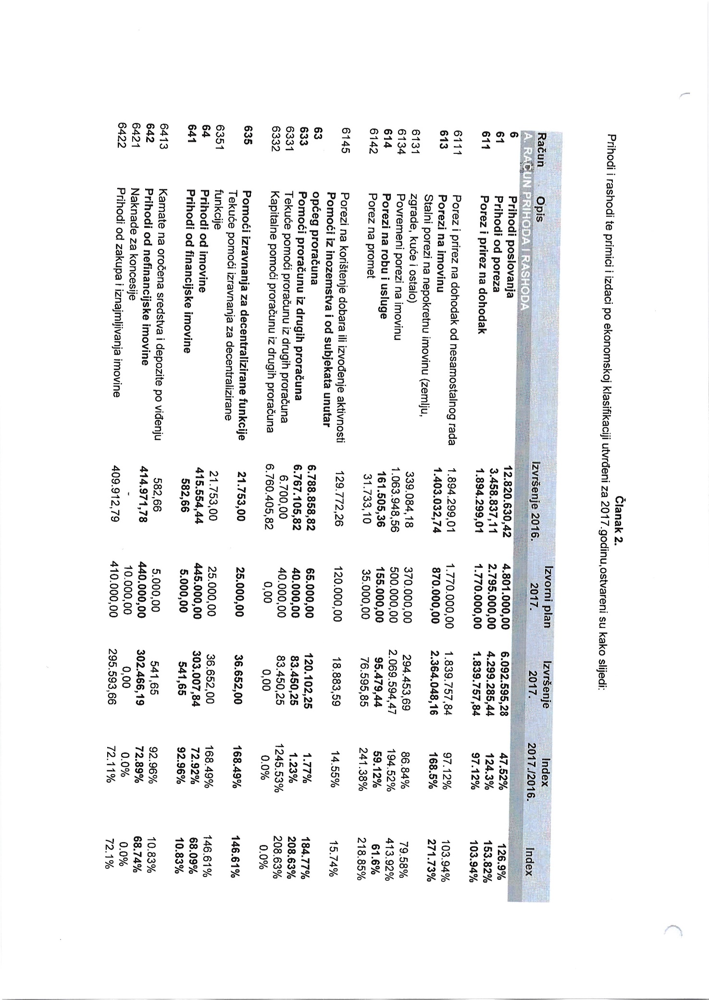 Članak 2.
Prihodi i rashodi te primici i izdaci po ekonomskoj klasifikaciji utvrđeni za 2017.godinu,ostvareni su kako slijedi:
Račun Opis Izvršenje 2016. Izvorni plan 2017. Izvršenje 2017. Index 2017./2016. Index
A. RAČUN PRIHODA I RASHODA
6 Prihodi poslovanja 12.820.630,42 4.801.000,00 6.092.595,28 47.52% 126.9%
61 Prihodi od poreza 3.458.837,11 2.795.000,00 4.299.285,44 124.3% 153.82%
611 Porez i prirez na dohodak 1.894.299,01 1.770.000,00 1.839.757,84 97.12% 103.94%
6111 Porez i prirez na dohodak od nesamostalnog rada 1.894.299,01 1.770.000,00 1.839.757,84 97.12% 103.94%
613 Porezi na imovinu 1.403.032,74 870.000,00 2.364.048,16 168.5% 271.73%
Stalni porezi na nepokretnu imovinu (zemlju,
6131 zgrade, kuće i ostalo) 339.084,18 370.000,00 294.453,69 86.84% 79.58%
6134 Povremeni porezi na imovinu 1.063.948,56 500.000,00 2.069.594,47 194.52% 413.92%
614 Porezi na robu i usluge 161.505,36 155.000,00 95.479,44 59.12% 61.6%
6142 Porez na promet 31.733,10 35.000,00 76.595,85 241.38% 218.85%
6145 Porezi na korištenje dobara ili izvođenje aktivnosti 129.772,26 120.000,00 18.883,59 14.55% 15.74%
Pomoći iz inozemstva i od subjekata unutar
63 općeg proračuna 6.788.858,82 65.000,00 120.102,25 1.77% 184.77%
633 Pomoći proračunu iz drugih proračuna 6.767.105,82 40.000,00 83.450,25 1.23% 208.63%
6331 Tekuće pomoći proračunu iz drugih proračuna 6.700,00 40.000,00 83.450,25 1245.53% 208.63%
6332 Kapitalne pomoći proračunu iz drugih proračuna 6.760.405,82 0,00 0,00 0.0% 0.0%
635 Pomoći izravnanja za decentralizirane funkcije 21.753,00 25.000,00 36.652,00 168.49% 146.61%
Tekuće pomoći izravnanja za decentralizirane
6351 funkcije 21.753,00 25.000,00 36.652,00 168.49% 146.61%
64 Prihodi od imovine 415.554,44 445.000,00 303.007,84 72.92% 68.09%
641 Prihodi od financijske imovine 582,66 5.000,00 541,65 92.96% 10.83%
6413 Kamate na oročena sredstva i depozite po viđenju 582,66 5.000,00 541,65 92.96% 10.83%
642 Prihodi od nefinancijske imovine 414.971,78 440.000,00 302.466,19 72.89% 68.74%
6421 Naknade za koncesije - 10.000,00 0,00 0.0% 0.0%
6422 Prihodi od zakupa i iznajmljivanja imovine 409.912,79 410.000,00 295.593,66 72.11% 72.1%